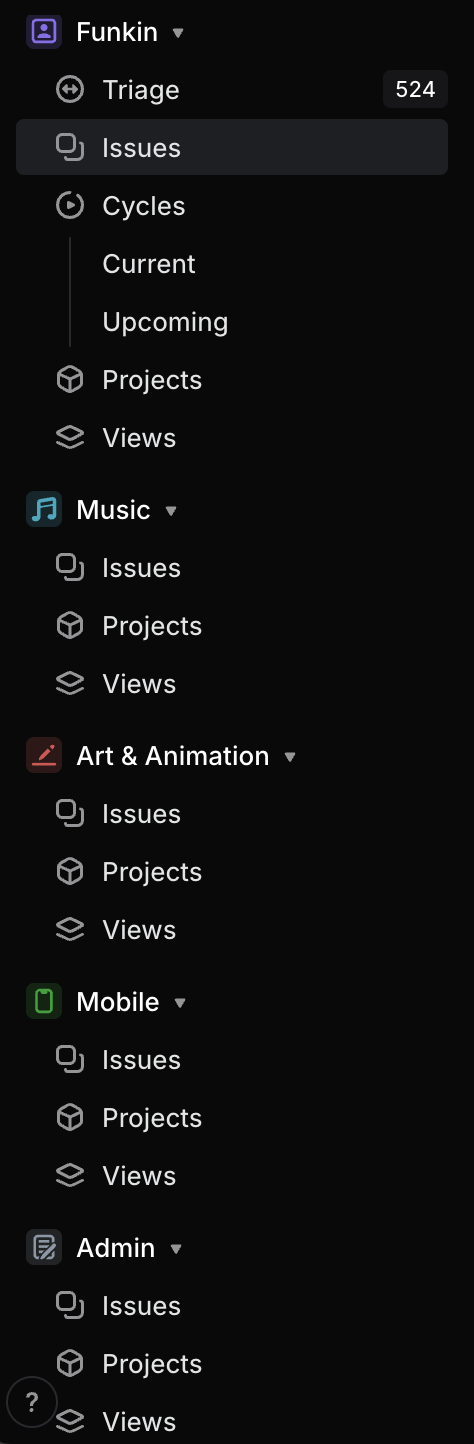 Funkin
Triage 524
Issues
Cycles
Current
Upcoming
Projects
Views
Music
Issues
Projects
Views
Art & Animation
Issues
Projects
Views
Mobile
Issues
Projects
Views
Admin
Issues
Projects
?
Views